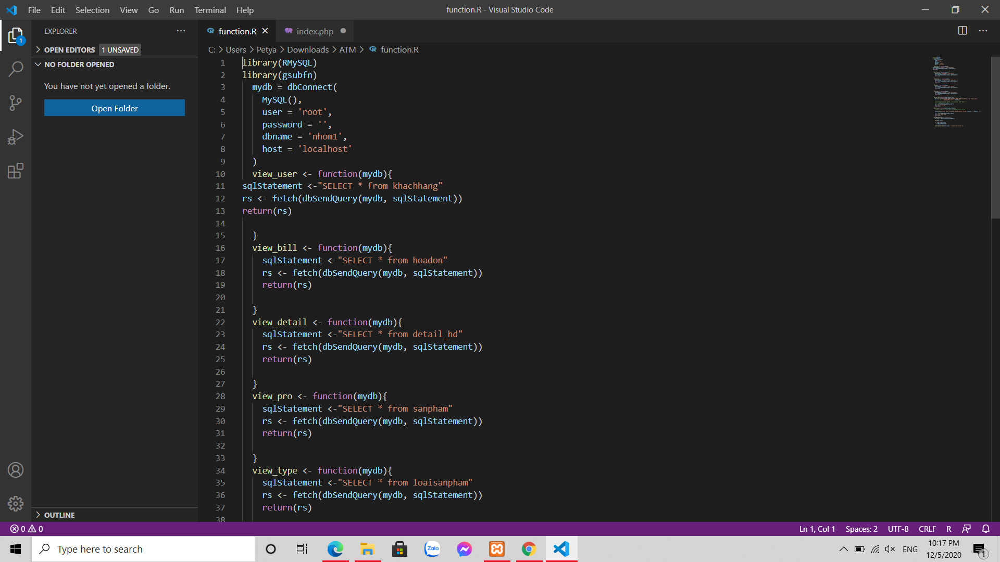 File Edit Selection View Go Run Terminal Help
function.R - Visual Studio Code
EXPLORER
function.R
index.php
OPEN EDITORS 1 UNSAVED
C: > Users > Petya > Downloads > ATM > function.R
NO FOLDER OPENED
You have not yet opened a folder.
Open Folder
1 library(RMySQL)
2 library(gsubfn)
3 mydb = dbConnect(
4 MySQL(),
5 user = 'root',
6 password = '',
7 dbname = 'nhom1',
8 host = 'localhost'
9 )
10 view_user <- function(mydb){
11 sqlStatement <-"SELECT * from khachhang"
12 rs <- fetch(dbSendQuery(mydb, sqlStatement))
13 return(rs)
14
15 }
16 view_bill <- function(mydb){
17 sqlStatement <-"SELECT * from hoadon"
18 rs <- fetch(dbSendQuery(mydb, sqlStatement))
19 return(rs)
20
21 }
22 view_detail <- function(mydb){
23 sqlStatement <-"SELECT * from detail_hd"
24 rs <- fetch(dbSendQuery(mydb, sqlStatement))
25 return(rs)
26
27 }
28 view_pro <- function(mydb){
29 sqlStatement <-"SELECT * from sanpham"
30 rs <- fetch(dbSendQuery(mydb, sqlStatement))
31 return(rs)
32
33 }
34 view_type <- function(mydb){
35 sqlStatement <-"SELECT * from loaisanpham"
36 rs <- fetch(dbSendQuery(mydb, sqlStatement))
37 return(rs)
38
OUTLINE
0 0
Ln 1, Col 1 Spaces: 2 UTF-8 CRLF R
Type here to search
Zalo
ENG
10:17 PM
12/5/2020
1
1